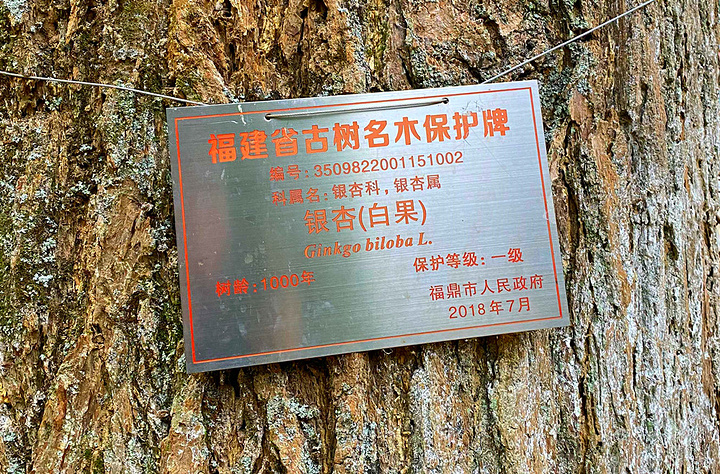 福建省古树名木保护牌
编号:3509822001151002
科属名:银杏科,银杏属
银杏(白果)
Ginkgo biloba L.
树龄:1000年
保护等级:一级
福鼎市人民政府
2018年7月